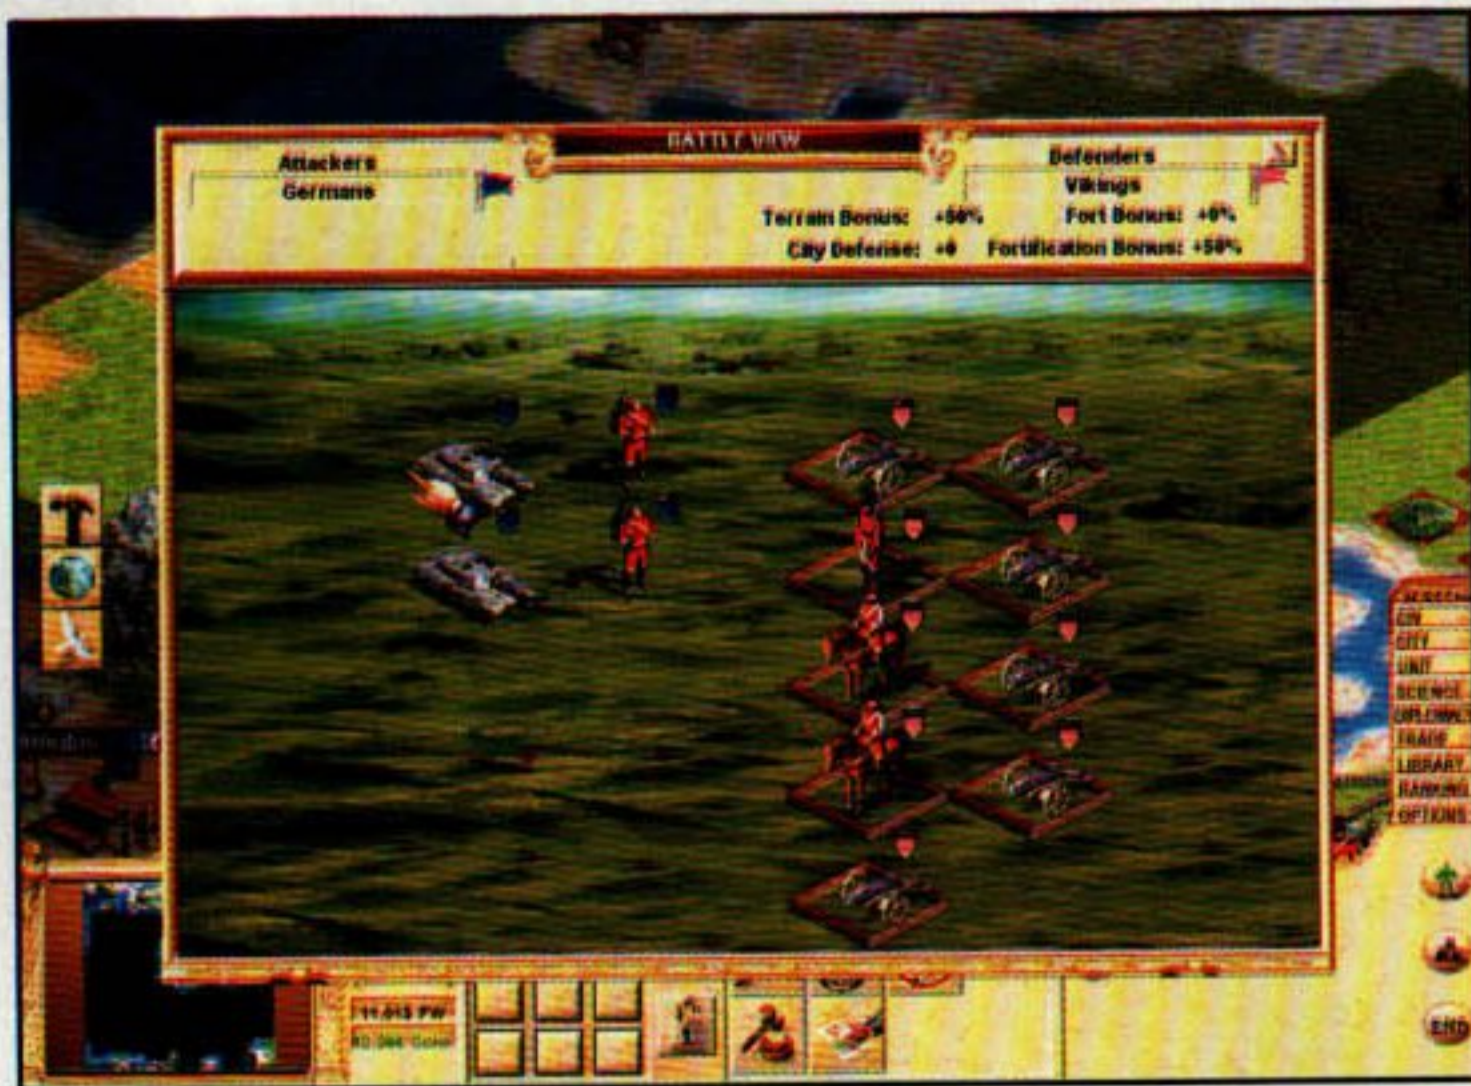 BATTLE VIEW
Attackers
Germans
Defenders
Vikings
Terrain Bonus: +50% Fort Bonus: +0%
City Defense: +0 Fortification Bonus: +50%
CIV
CITY
UNIT
SCIENCE
DIPLOMACY
TRADE
LIBRARY
RANKING
OPTIONS
END